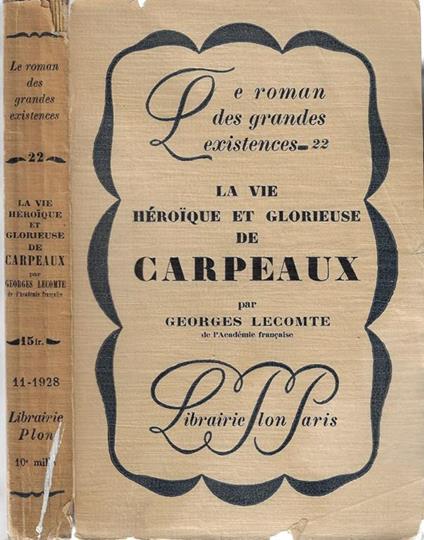 Le roman
des
grandes
existences
22
LA VIE
HÉROÏQUE
ET
GLORIEUSE
DE
CARPEAUX
par
GEORGES LECOMTE
de l'Académie française
15 fr.
11-1928
Librairie
Plon
10e mille
Le roman
des grandes
existences - 22
LA VIE
HÉROÏQUE ET GLORIEUSE
DE
CARPEAUX
par
GEORGES LECOMTE
de l'Académie française
Librairie Plon Paris